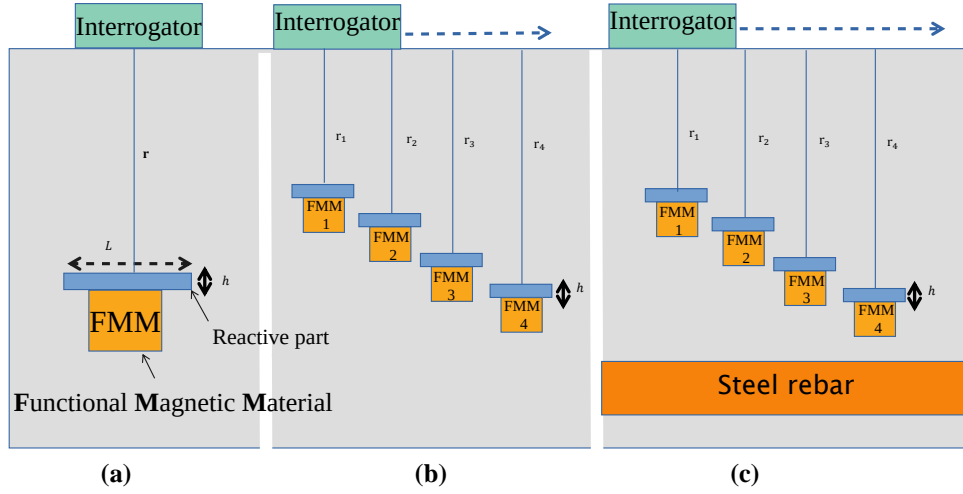 Interrogator
r
L
h
FMM
Reactive part
Functional Magnetic Material
(a)
Interrogator
r₁
r₂
r₃
r₄
FMM
1
FMM
2
FMM
3
FMM
4
h
(b)
Interrogator
r₁
r₂
r₃
r₄
FMM
1
FMM
2
FMM
3
FMM
4
h
Steel rebar
(c)